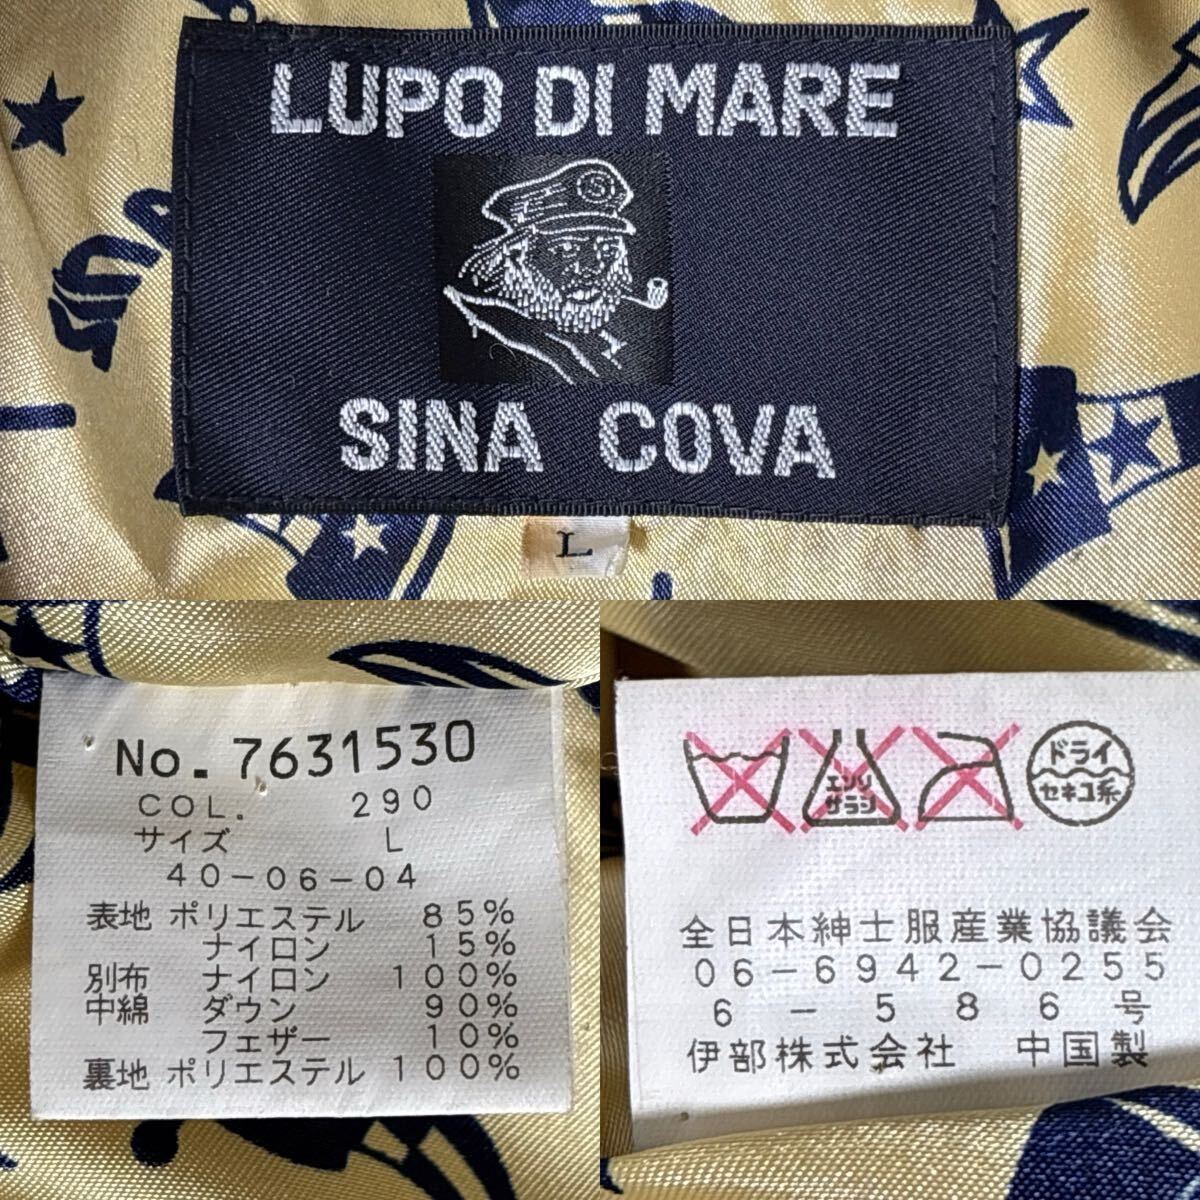 LUPO DI MARE
S
SINA COVA
L
No. 7631530
COL. 290
サイズ L
40-06-04
表地 ポリエステル 85%
ナイロン 15%
別布 ナイロン 100%
中綿 ダウン 90%
フェザー 10%
裏地 ポリエステル 100%
エンソ
サラシ
ドライ
セキユ系
全日本紳士服産業協議会
06-6942-0255
6-586号
伊部株式会社 中国製